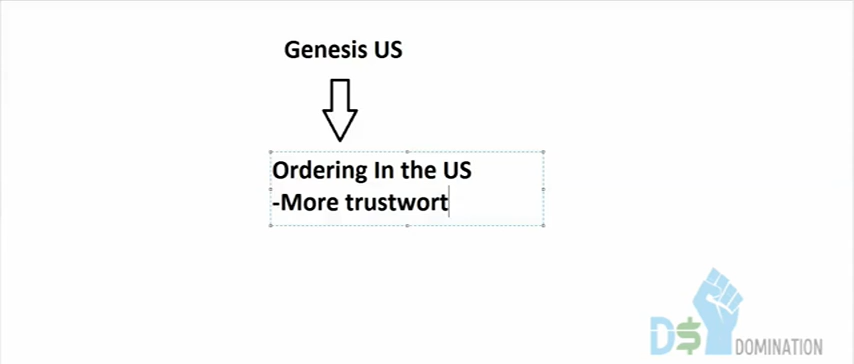 Genesis US
Ordering In the US
-More trustwort
D$ DOMINATION